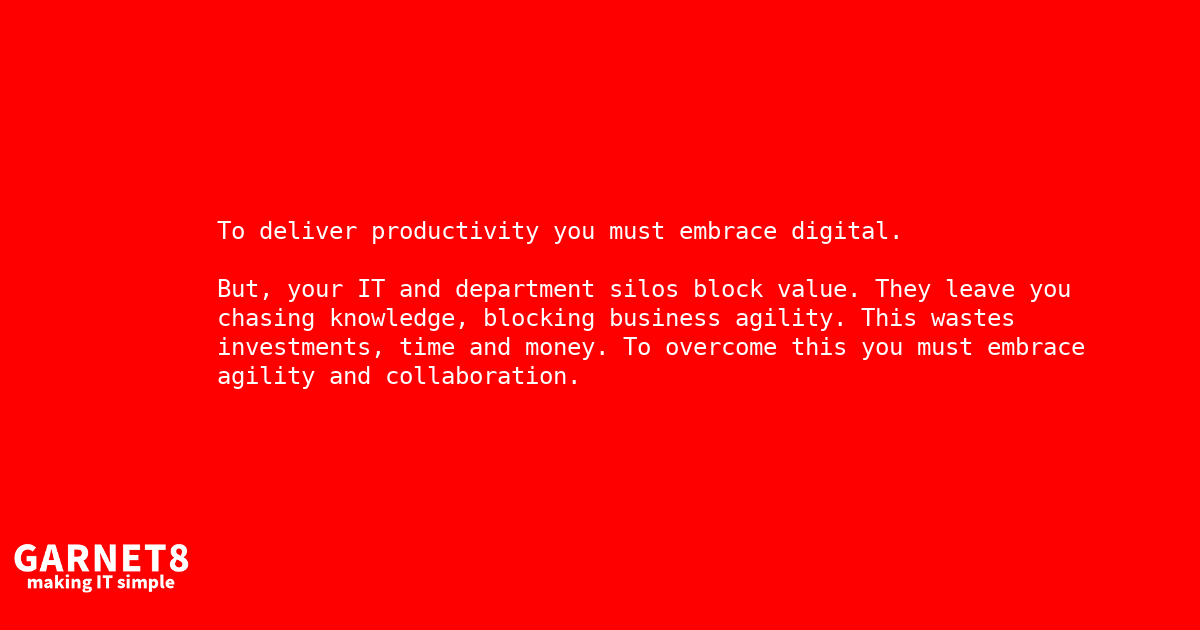 To deliver productivity you must embrace digital.
But, your IT and department silos block value. They leave you
chasing knowledge, blocking business agility. This wastes
investments, time and money. To overcome this you must embrace
agility and collaboration.
GARNET8
making IT simple